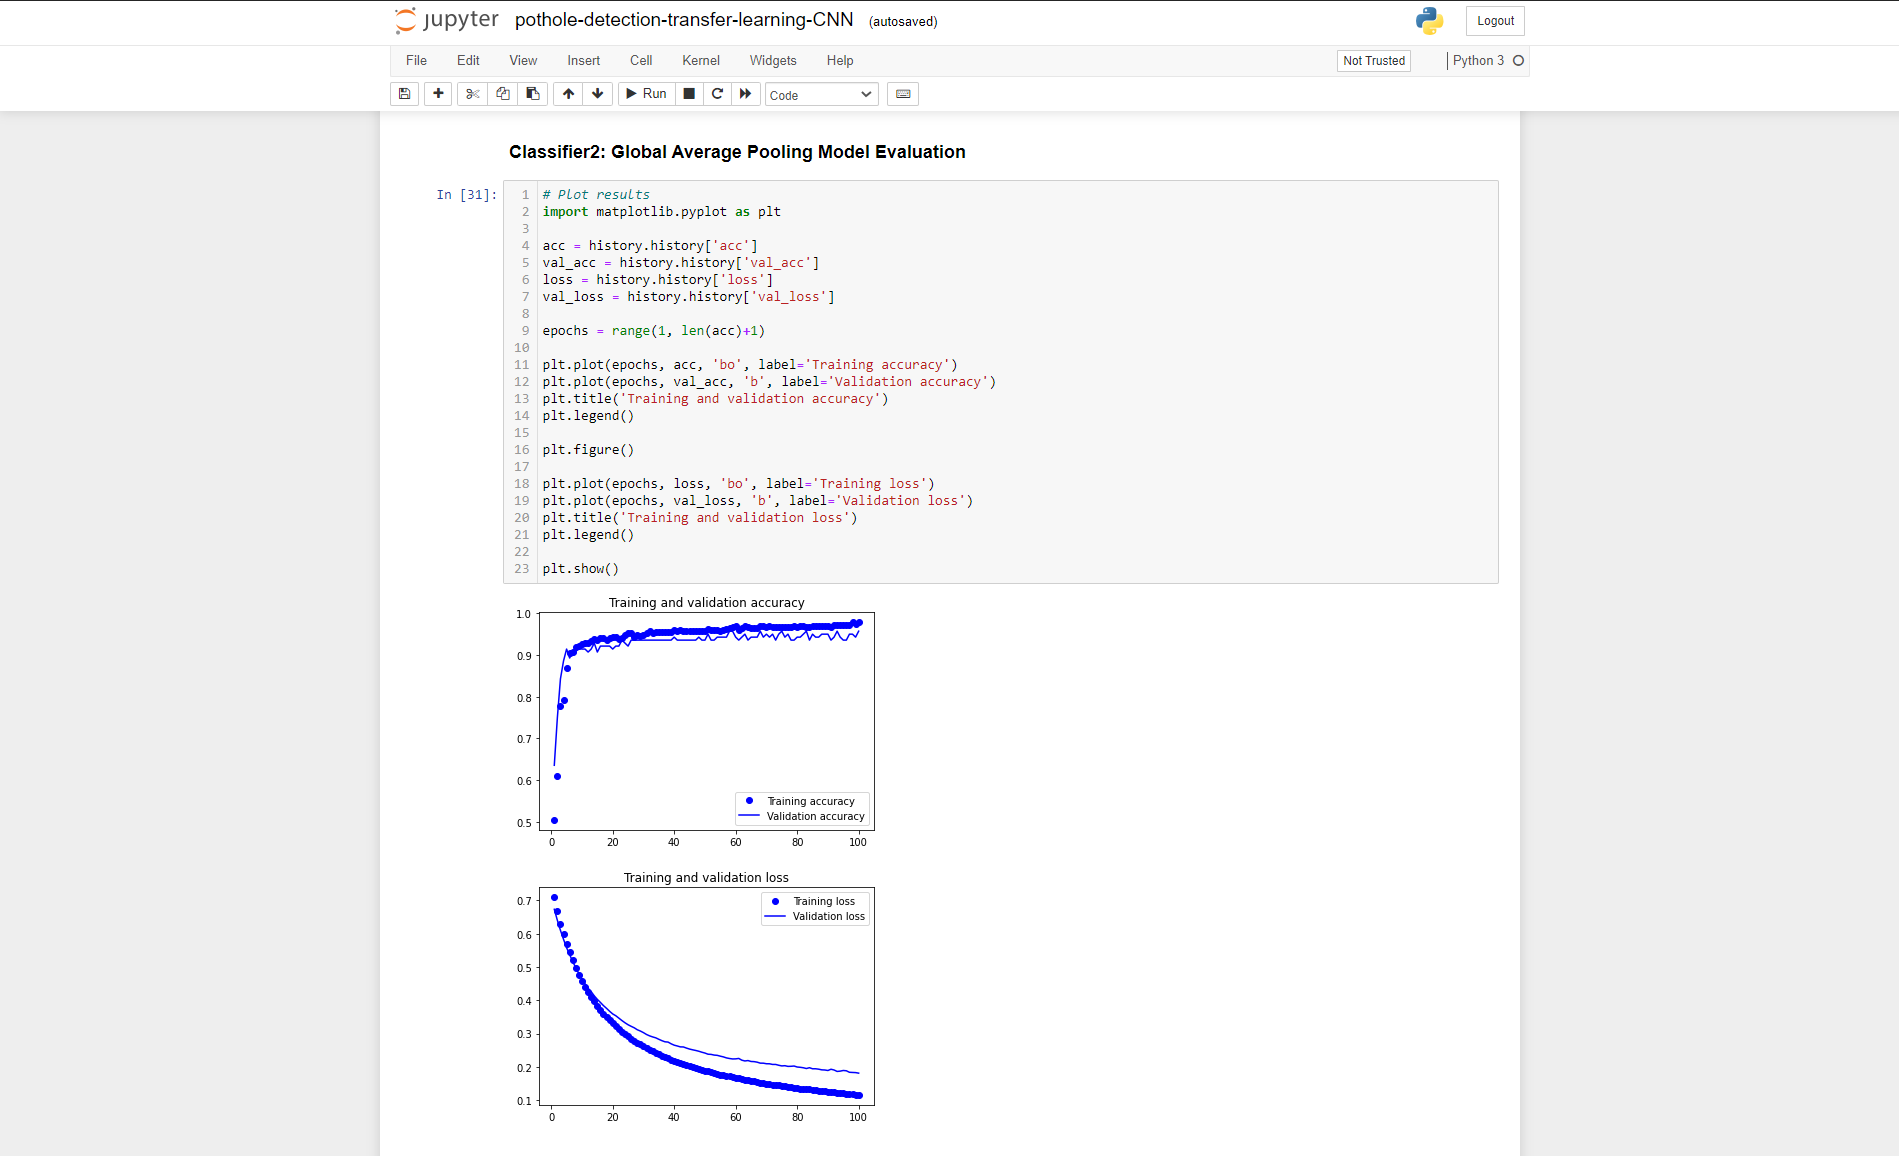 jupyter pothole-detection-transfer-learning-CNN (autosaved) Logout
File Edit View Insert Cell Kernel Widgets Help Not Trusted Python 3
Run Code
Classifier2: Global Average Pooling Model Evaluation
In [31]:
1 # Plot results
2 import matplotlib.pyplot as plt
3
4 acc = history.history['acc']
5 val_acc = history.history['val_acc']
6 loss = history.history['loss']
7 val_loss = history.history['val_loss']
8
9 epochs = range(1, len(acc)+1)
10
11 plt.plot(epochs, acc, 'bo', label='Training accuracy')
12 plt.plot(epochs, val_acc, 'b', label='Validation accuracy')
13 plt.title('Training and validation accuracy')
14 plt.legend()
15
16 plt.figure()
17
18 plt.plot(epochs, loss, 'bo', label='Training loss')
19 plt.plot(epochs, val_loss, 'b', label='Validation loss')
20 plt.title('Training and validation loss')
21 plt.legend()
22
23 plt.show()
Training and validation accuracy
1.0
0.9
0.8
0.7
0.6
0.5
Training accuracy
Validation accuracy
0 20 40 60 80 100
Training and validation loss
0.7
0.6
0.5
0.4
0.3
0.2
0.1
Training loss
Validation loss
0 20 40 60 80 100